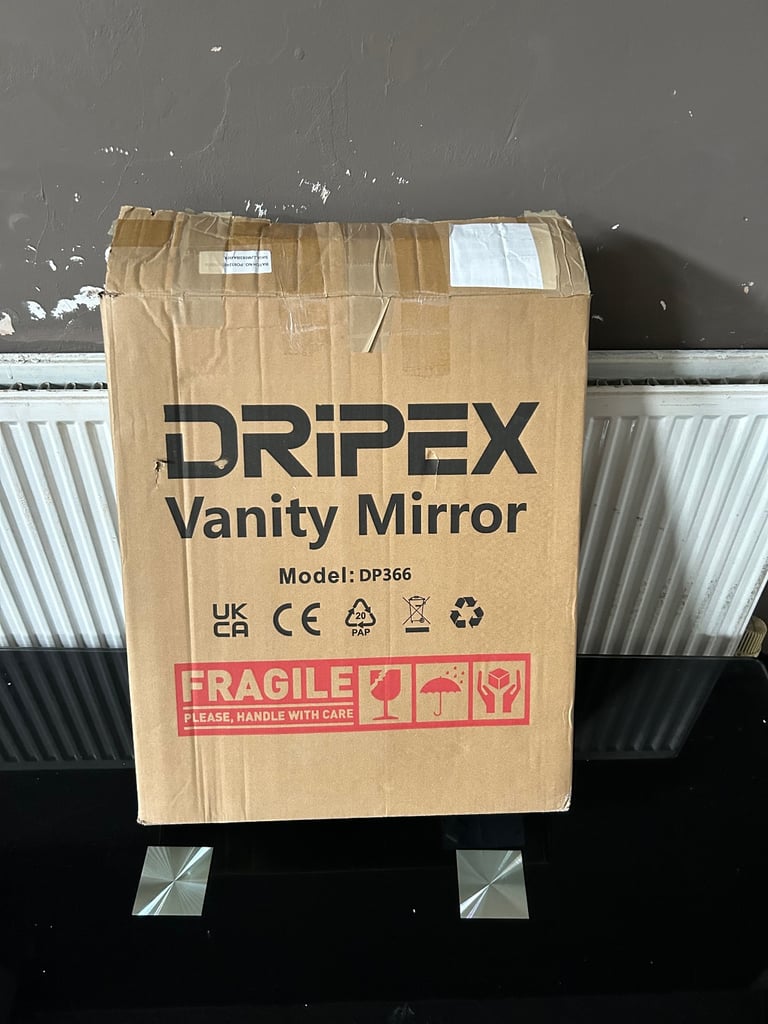 DRiPEX
Vanity Mirror
Model: DP366
UK
CA
CE
20
PAP
FRAGILE
PLEASE, HANDLE WITH CARE